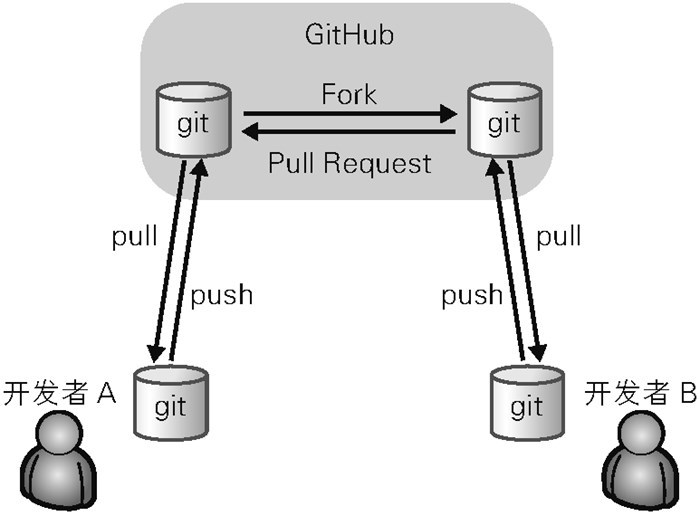 GitHub
Fork
git
git
Pull Request
pull
pull
push
push
开发者 A
git
git
开发者 B